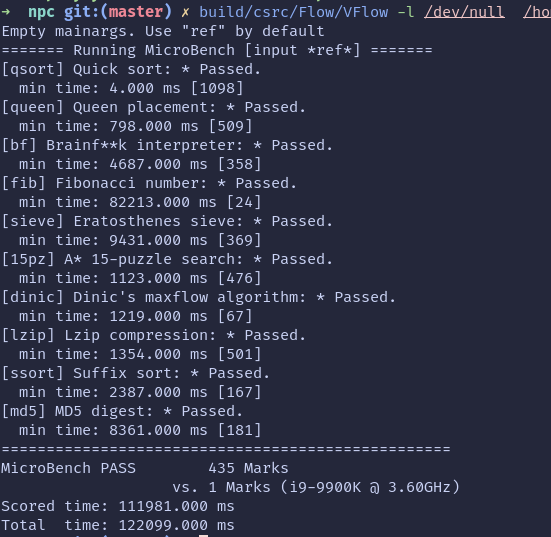 ➜  npc git:(master) ✗ build/csrc/Flow/VFlow -l /dev/null  /ho
Empty mainargs. Use "ref" by default
======= Running MicroBench [input *ref*] =======
[qsort] Quick sort: * Passed.
  min time: 4.000 ms [1098]
[queen] Queen placement: * Passed.
  min time: 798.000 ms [509]
[bf] Brainf**k interpreter: * Passed.
  min time: 4687.000 ms [358]
[fib] Fibonacci number: * Passed.
  min time: 82213.000 ms [24]
[sieve] Eratosthenes sieve: * Passed.
  min time: 9431.000 ms [369]
[15pz] A* 15-puzzle search: * Passed.
  min time: 1123.000 ms [476]
[dinic] Dinic's maxflow algorithm: * Passed.
  min time: 1219.000 ms [67]
[lzip] Lzip compression: * Passed.
  min time: 1354.000 ms [501]
[ssort] Suffix sort: * Passed.
  min time: 2387.000 ms [167]
[md5] MD5 digest: * Passed.
  min time: 8361.000 ms [181]
==================================================
MicroBench PASS        435 Marks
                   vs. 1 Marks (i9-9900K @ 3.60GHz)
Scored time: 111981.000 ms
Total  time: 122099.000 ms